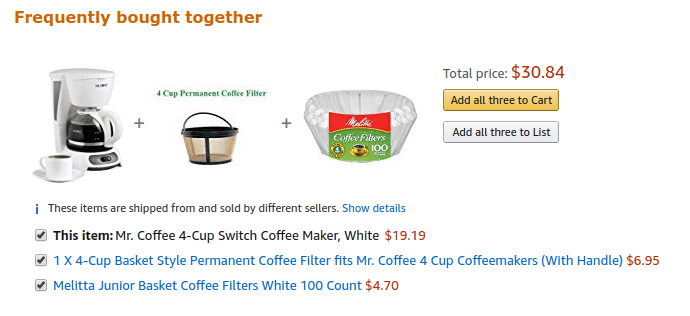 Frequently bought together
4 Cup Permanent Coffee Filter
+
+
Melitta
Coffee Filters
100
Total price: $30.84
Add all three to Cart
Add all three to List
i These items are shipped from and sold by different sellers. Show details
This item: Mr. Coffee 4-Cup Switch Coffee Maker, White $19.19
1 X 4-Cup Basket Style Permanent Coffee Filter fits Mr. Coffee 4 Cup Coffeemakers (With Handle) $6.95
Melitta Junior Basket Coffee Filters White 100 Count $4.70